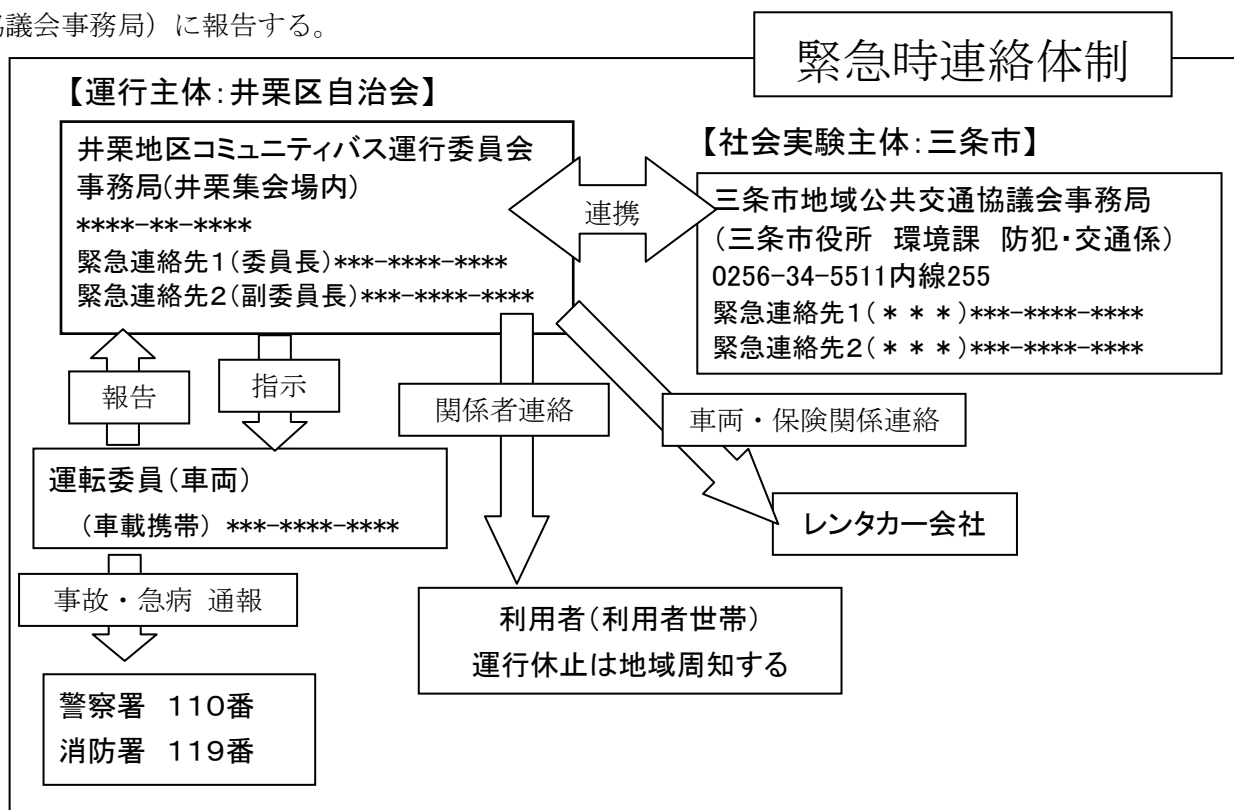 協議会事務局）に報告する。
緊急時連絡体制
【運行主体：井栗区自治会】
井栗地区コミュニティバス運行委員会
事務局(井栗集会場内)
****-**-****
緊急連絡先１(委員長)***-****-****
緊急連絡先２(副委員長)***-****-****
連携
【社会実験主体：三条市】
三条市地域公共交通協議会事務局
（三条市役所　環境課　防犯・交通係）
0256-34-5511内線255
緊急連絡先１(＊＊＊)***-****-****
緊急連絡先２(＊＊＊)***-****-****
報告
指示
関係者連絡
車両・保険関係連絡
運転委員（車両）
（車載携帯）***-****-****
レンタカー会社
事故・急病 通報
利用者（利用者世帯）
運行休止は地域周知する
警察署　１１０番
消防署　１１９番